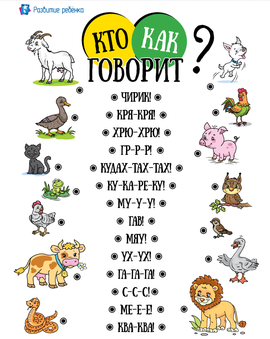 Развитие ребенка
КТО КАК
ГОВОРИТ?
ЧИРИК!
КРЯ-КРЯ!
ХРЮ-ХРЮ!
ГР-Р-Р!
КУДАХ-ТАХ-ТАХ!
КУ-КА-РЕ-КУ!
МУ-У-У!
ГАВ!
МЯУ!
УХ-УХ!
ГА-ГА-ГА!
С-С-С!
МЕ-Е-Е!
КВА-КВА!